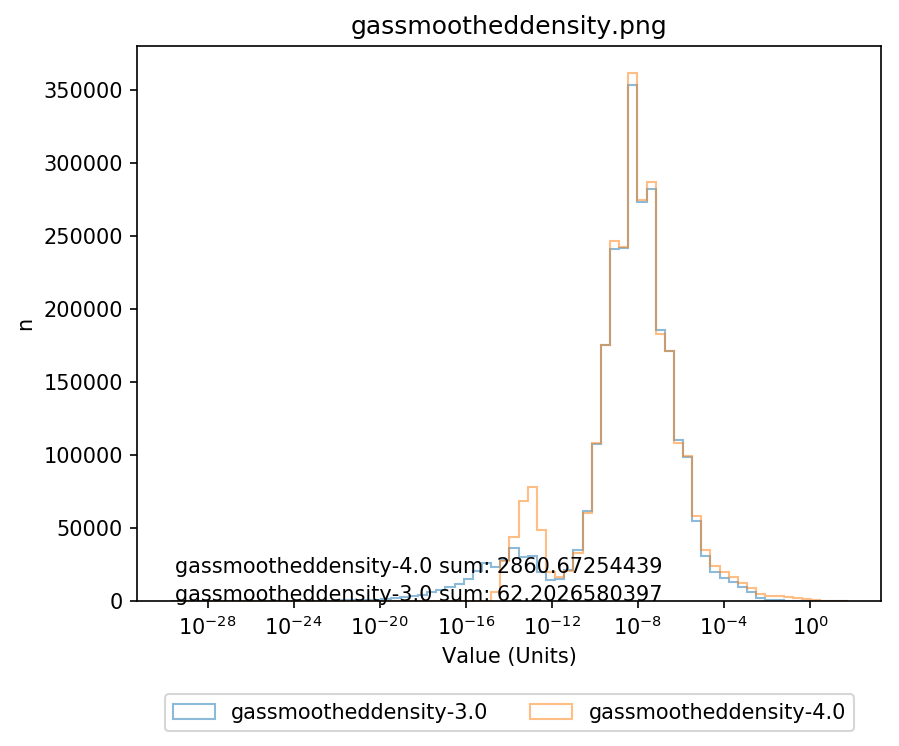 gassmootheddensity.png
350000
300000
250000
200000
150000
100000
50000
0
n
gassmootheddensity-4.0 sum: 2860.67254439
gassmootheddensity-3.0 sum: 62.2026580397
10⁻²⁸ 10⁻²⁴ 10⁻²⁰ 10⁻¹⁶ 10⁻¹² 10⁻⁸ 10⁻⁴ 10⁰
Value (Units)
gassmootheddensity-3.0 gassmootheddensity-4.0